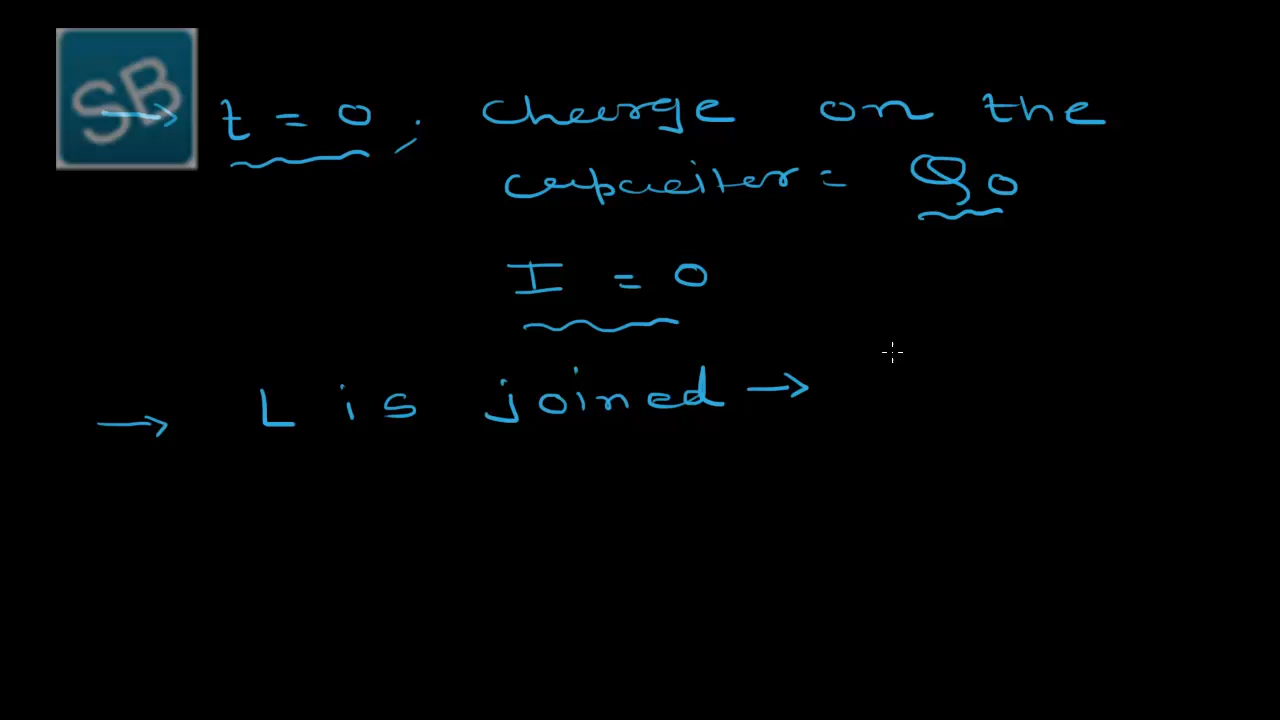 SB
→ t = 0, charge on the
capacitor = Q0
I = 0
→ L is joined →